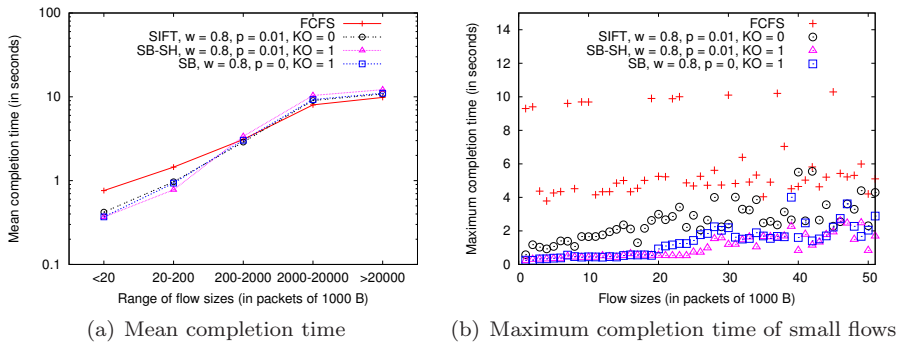 Mean completion time (in seconds)
100
10
1
0.1
<20
20-200
200-2000
2000-20000
>20000
Range of flow sizes (in packets of 1000 B)
FCFS
SIFT, w = 0.8, p = 0.01, KO = 0
SB-SH, w = 0.8, p = 0.01, KO = 1
SB, w = 0.8, p = 0, KO = 1
(a) Mean completion time
Maximum completion time (in seconds)
14
12
10
8
6
4
2
0
0
10
20
30
40
50
Flow sizes (in packets of 1000 B)
FCFS
SIFT, w = 0.8, p = 0.01, KO = 0
SB-SH, w = 0.8, p = 0.01, KO = 1
SB, w = 0.8, p = 0, KO = 1
(b) Maximum completion time of small flows